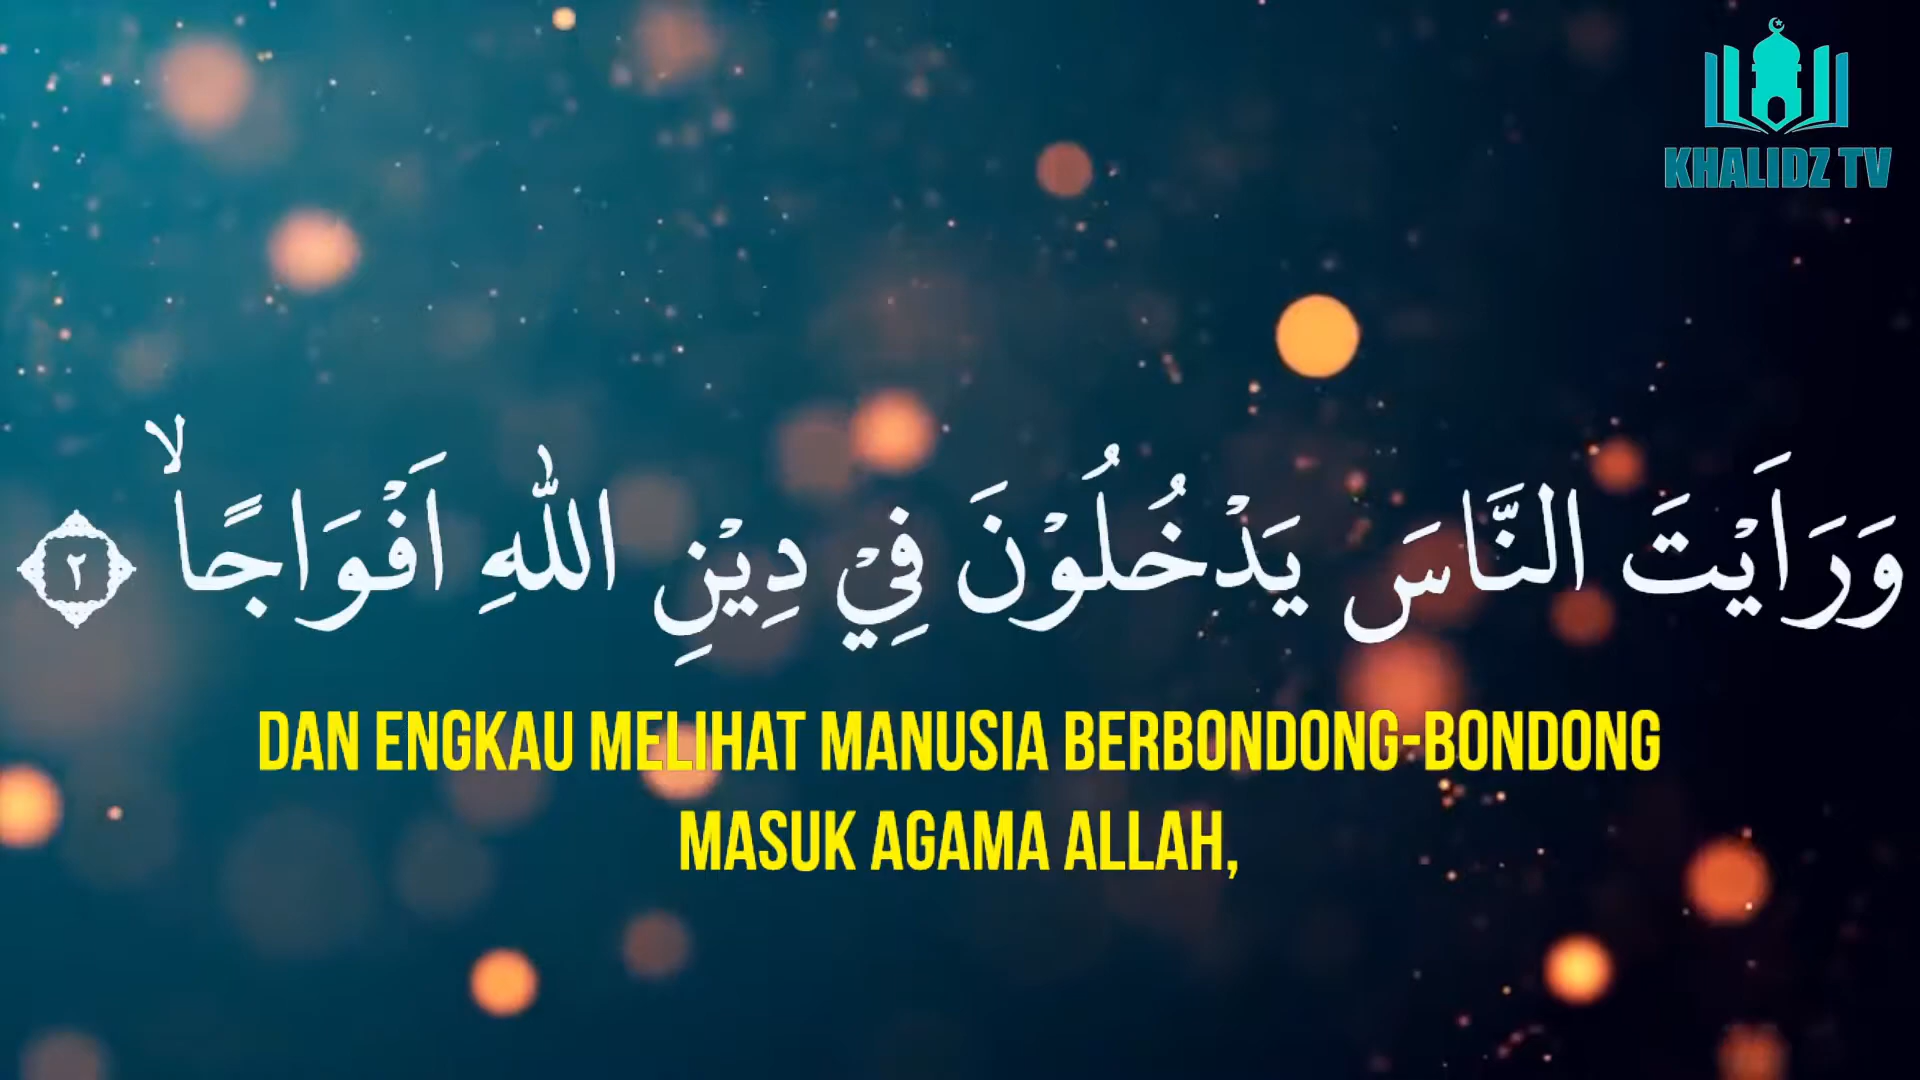 KHALIDZ TV
وَرَاَيْتَ النَّاسَ يَدْخُلُوْنَ فِيْ دِيْنِ اللّٰهِ اَفْوَاجًاۙ ٢
DAN ENGKAU MELIHAT MANUSIA BERBONDONG-BONDONG
MASUK AGAMA ALLAH,